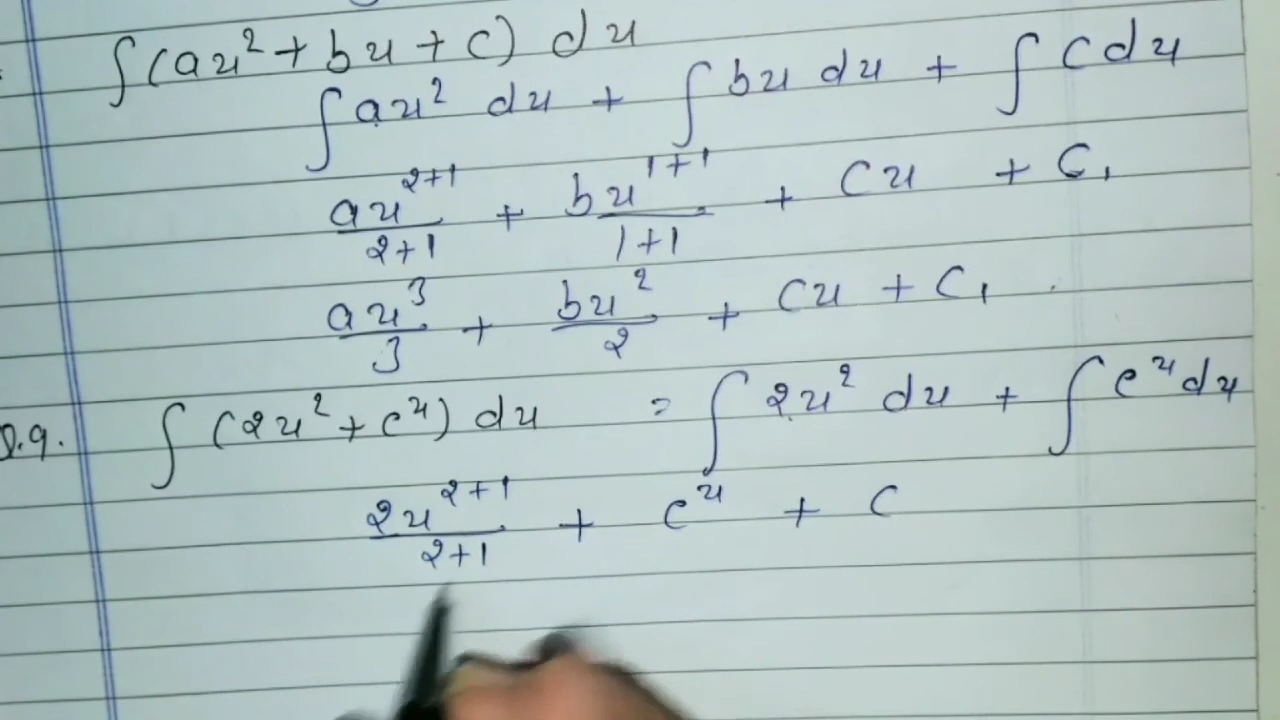 ∫(ax² + bx + c) dx
∫ax² dx + ∫bx dx + ∫c dx
ax²⁺¹/2+1 + bx¹⁺¹/1+1 + cx + C₁
ax³/3 + bx²/2 + cx + C₁
Q.9. ∫(2x² + eˣ) dx = ∫2x² dx + ∫eˣ dx
2x²⁺¹/2+1 + eˣ + C